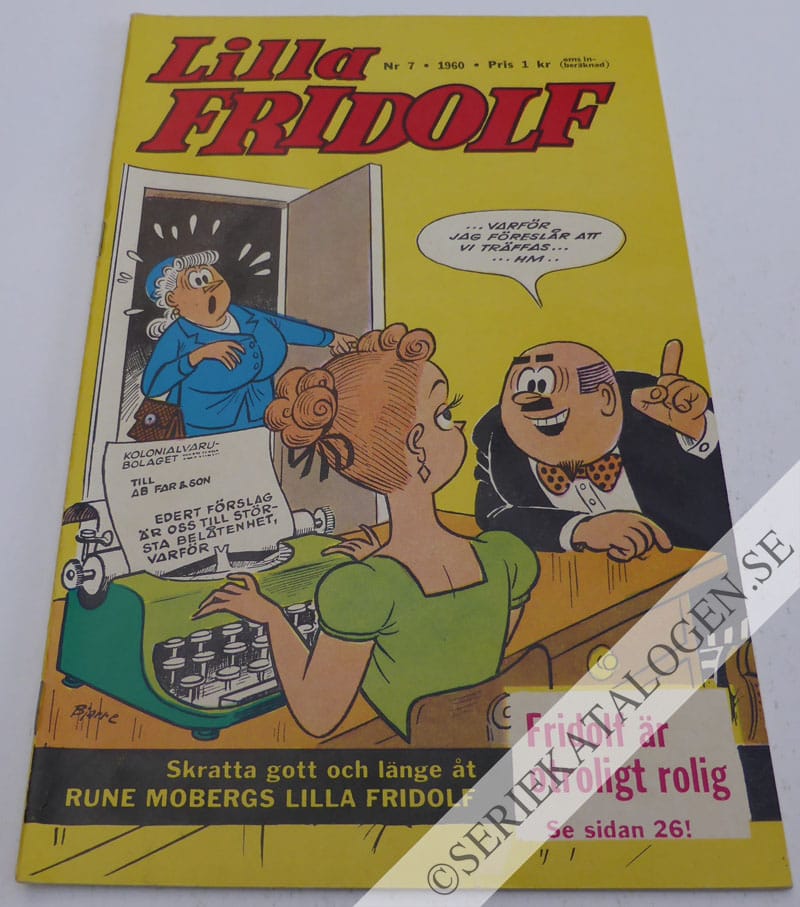 Lilla
FRIDOLF
Nr 7 • 1960 • Pris 1 kr (oms in-
beräknad)
...VARFÖR
JAG FÖRESLÅR ATT
VI TRÄFFAS...
...HM..
KOLONIALVARU-
BOLAGET
TILL
AB FAR & SON
EDERT FÖRSLAG
ÄR OSS TILL STÖR-
STA BELÅTENHET,
VARFÖR
Bjarre
Skratta gott och länge åt
RUNE MOBERGS LILLA FRIDOLF
Fridolf är
otroligt rolig
Se sidan 26!
© SERIEKATALOGEN.SE